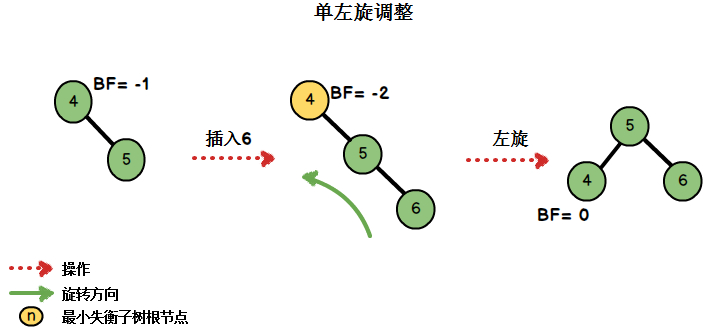 单左旋调整
BF= -1
4
5
插入6
BF= -2
4
5
6
左旋
5
4
6
BF= 0
操作
旋转方向
n
最小失衡子树根节点